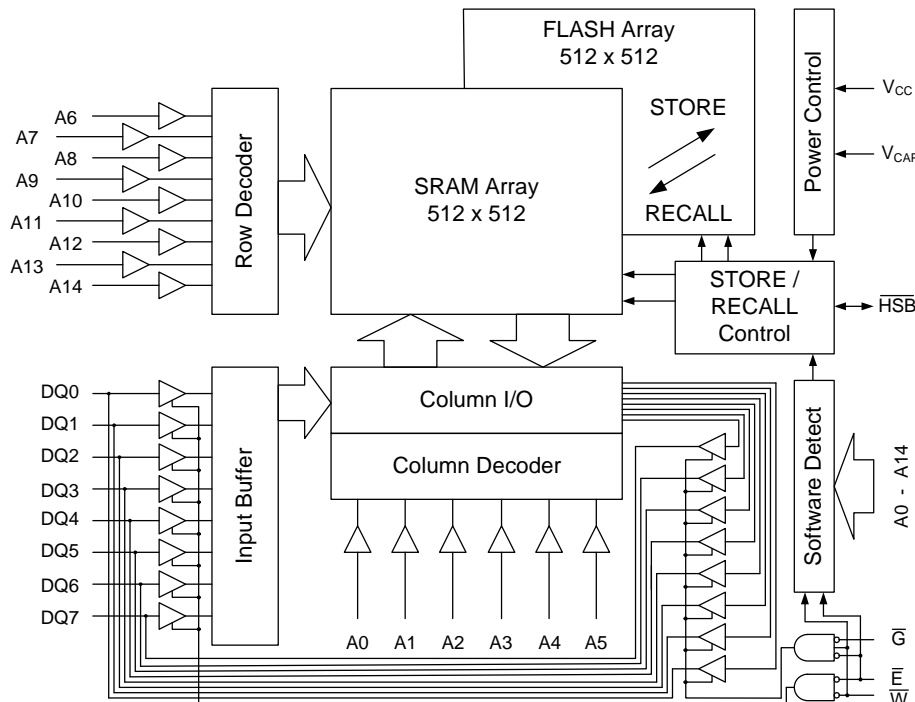 FLASH Array
512 x 512
STORE
RECALL
SRAM Array
512 x 512
Power Control
V_CC
V_CAP
A6
A7
A8
A9
A10
A11
A12
A13
A14
Row Decoder
STORE /
RECALL
Control
H̅S̅B̅
DQ0
DQ1
DQ2
DQ3
DQ4
DQ5
DQ6
DQ7
Input Buffer
Column I/O
Column Decoder
A0
A1
A2
A3
A4
A5
Software Detect
A0 - A14
G̅
E̅
W̅